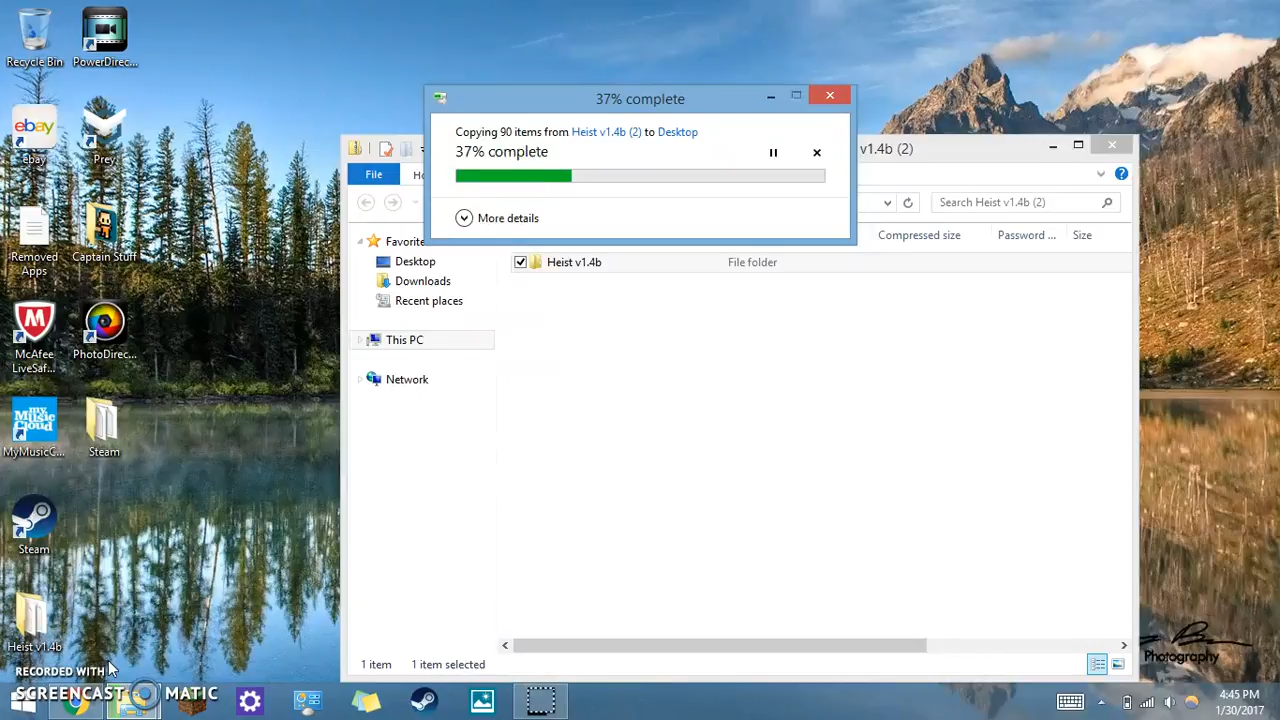 Recycle Bin
PowerDirec...
ebay
ebay
Prey
Removed
Apps
Captain Stuff
McAfee
LiveSaf...
PhotoDirec...
my
Music
Cloud
MyMusicC...
Steam
Steam
Heist v1.4b
37% complete
Copying 90 items from Heist v1.4b (2) to Desktop
37% complete
More details
v1.4b (2)
File
Ho
Search Heist v1.4b (2)
Compressed size
Password ...
Size
Favorite
Desktop
Downloads
Recent places
This PC
Network
Heist v1.4b
File folder
1 item
1 item selected
Photography
RECORDED WITH
SCREENCAST MATIC
4:45 PM
1/30/2017